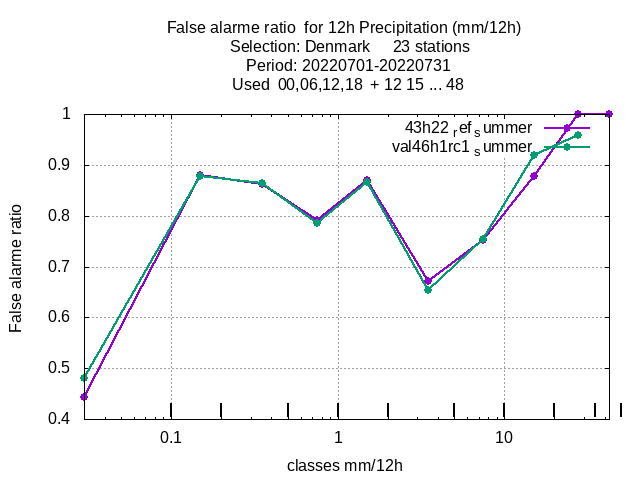 False alarme ratio  for 12h Precipitation (mm/12h)
Selection: Denmark     23 stations
Period: 20220701-20220731
Used  00,06,12,18  + 12 15 ... 48
43h22 ref summer
val46h1rc1 summer
1
0.9
0.8
0.7
0.6
0.5
0.4
False alarme ratio
0.1
1
10
classes mm/12h